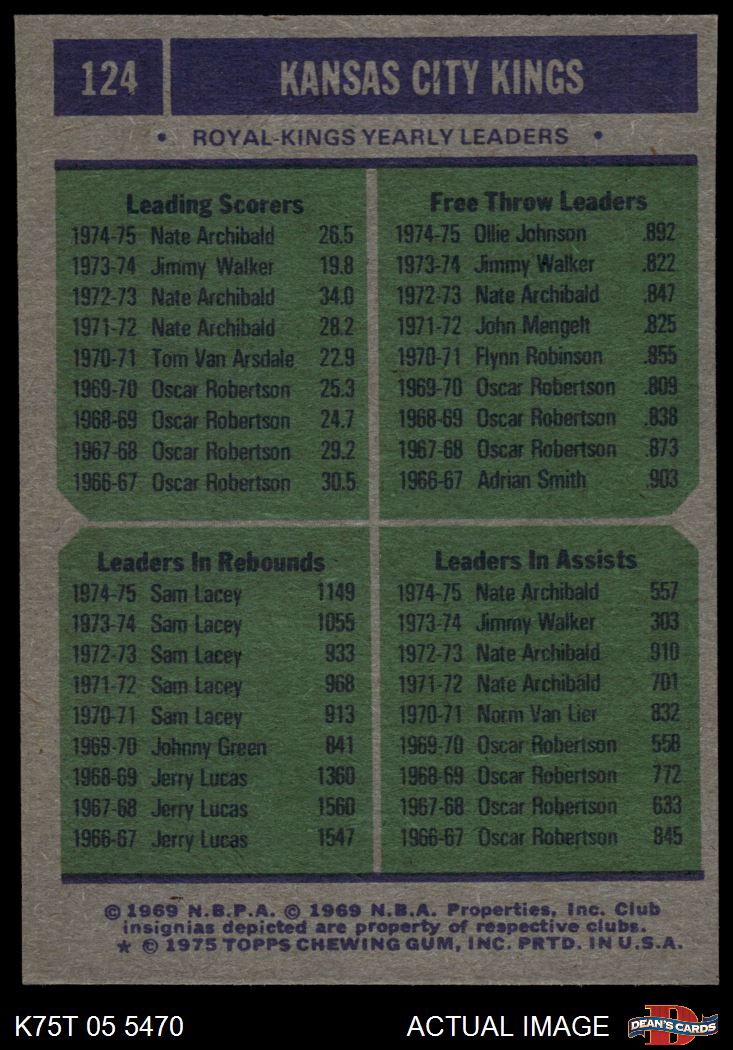 124 KANSAS CITY KINGS
• ROYAL-KINGS YEARLY LEADERS •
Leading Scorers
1974-75 Nate Archibald 26.5
1973-74 Jimmy Walker 19.8
1972-73 Nate Archibald 34.0
1971-72 Nate Archibald 28.2
1970-71 Tom Van Arsdale 22.9
1969-70 Oscar Robertson 25.3
1968-69 Oscar Robertson 24.7
1967-68 Oscar Robertson 29.2
1966-67 Oscar Robertson 30.5
Free Throw Leaders
1974-75 Ollie Johnson .892
1973-74 Jimmy Walker .822
1972-73 Nate Archibald .847
1971-72 John Mengelt .825
1970-71 Flynn Robinson .855
1969-70 Oscar Robertson .809
1968-69 Oscar Robertson .838
1967-68 Oscar Robertson .873
1966-67 Adrian Smith .903
Leaders In Rebounds
1974-75 Sam Lacey 1149
1973-74 Sam Lacey 1055
1972-73 Sam Lacey 933
1971-72 Sam Lacey 968
1970-71 Sam Lacey 913
1969-70 Johnny Green 841
1968-69 Jerry Lucas 1360
1967-68 Jerry Lucas 1560
1966-67 Jerry Lucas 1547
Leaders In Assists
1974-75 Nate Archibald 557
1973-74 Jimmy Walker 303
1972-73 Nate Archibald 910
1971-72 Nate Archibald 701
1970-71 Norm Van Lier 832
1969-70 Oscar Robertson 558
1968-69 Oscar Robertson 772
1967-68 Oscar Robertson 633
1966-67 Oscar Robertson 845
© 1969 N.B.P.A. © 1969 N.B.A. Properties, Inc. Club
insignias depicted are property of respective clubs.
* © 1975 TOPPS CHEWING GUM, INC. PRTD. IN U.S.A.
K75T 05 5470 ACTUAL IMAGE
D
DEAN'S CARDS